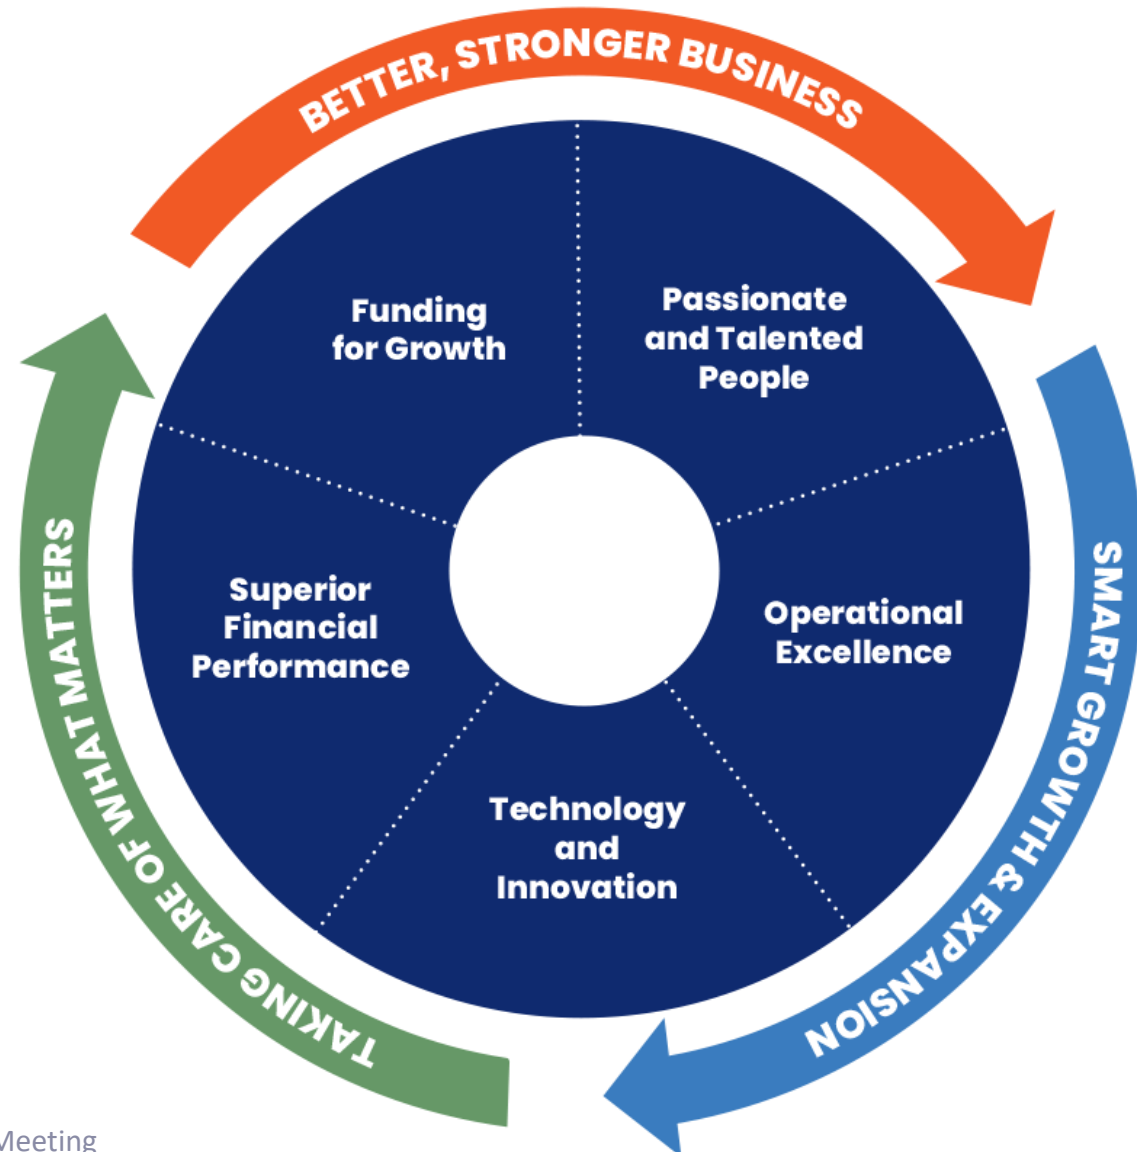 BETTER, STRONGER BUSINESS
Funding
for Growth
Passionate
and Talented
People
Superior
Financial
Performance
Operational
Excellence
Technology
and
Innovation
SMART GROWTH & EXPANSION
TAKING CARE OF WHAT MATTERS
Meeting